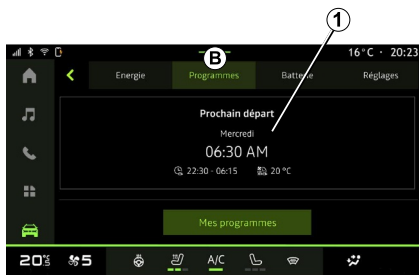 1
B
16°C · 20:23
Energie Programmes Batterie Réglages
Prochain départ
Mercredi
06:30 AM
22:30 - 06:15 20 °C
Mes programmes
20 5 A/C